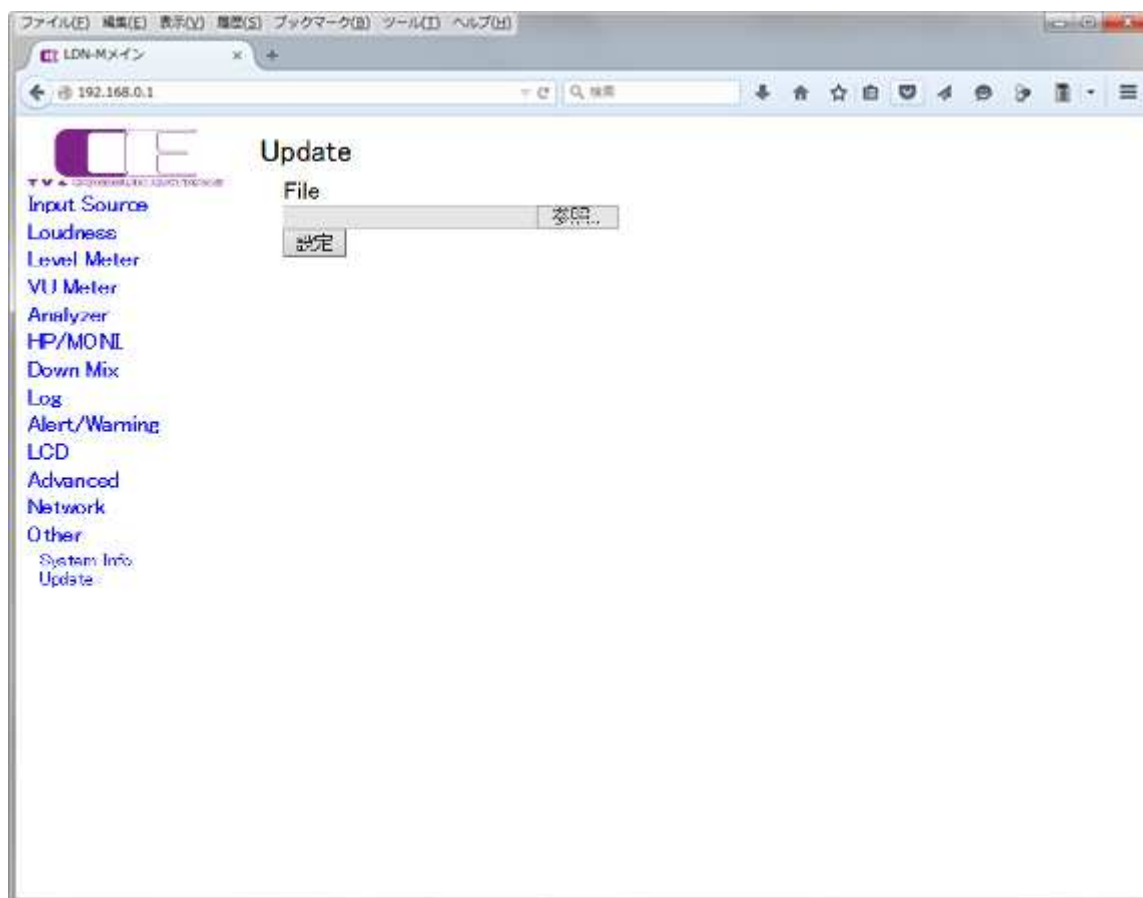 ファイル(F) 編集(E) 表示(V) 履歴(S) ブックマーク(B) ツール(T) ヘルプ(H)
LDN-Mメイン
192.168.0.1
検索
Update
File
参照...
設定
Input Source
Loudness
Level Meter
VU Meter
Analyzer
HP/MONI
Down Mix
Log
Alert/Warning
LCD
Advanced
Network
Other
System Info
Update